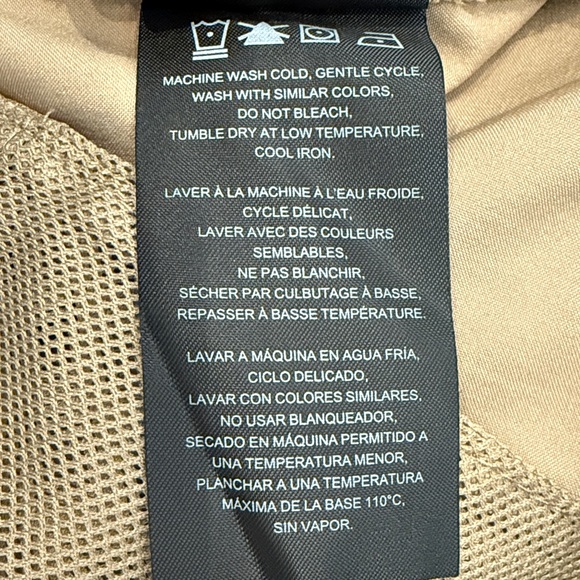 MACHINE WASH COLD, GENTLE CYCLE,
WASH WITH SIMILAR COLORS,
DO NOT BLEACH,
TUMBLE DRY AT LOW TEMPERATURE,
COOL IRON.
LAVER À LA MACHINE À L'EAU FROIDE,
CYCLE DÉLICAT,
LAVER AVEC DES COULEURS
SEMBLABLES,
NE PAS BLANCHIR,
SÉCHER PAR CULBUTAGE À BASSE,
REPASSER À BASSE TEMPÉRATURE.
LAVAR A MÁQUINA EN AGUA FRÍA,
CICLO DELICADO,
LAVAR CON COLORES SIMILARES,
NO USAR BLANQUEADOR,
SECADO EN MÁQUINA PERMITIDO A
UNA TEMPERATURA MENOR,
PLANCHAR A UNA TEMPERATURA
MÁXIMA DE LA BASE 110°C,
SIN VAPOR.